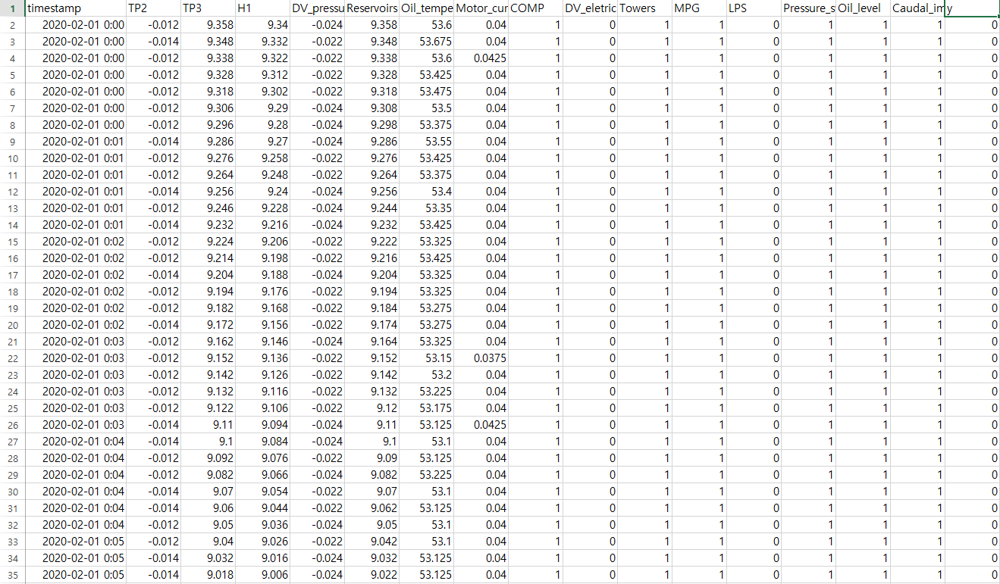 1 timestamp TP2 TP3 H1 DV_pressu Reservoirs Oil_tempe Motor_cur COMP DV_eletric Towers MPG LPS Pressure_s Oil_level Caudal_im y
2 2020-02-01 0:00 -0.012 9.358 9.34 -0.024 9.358 53.6 0.04 1 0 1 1 0 1 1 1 0
3 2020-02-01 0:00 -0.014 9.348 9.332 -0.022 9.348 53.675 0.04 1 0 1 1 0 1 1 1 0
4 2020-02-01 0:00 -0.012 9.338 9.322 -0.022 9.338 53.6 0.0425 1 0 1 1 0 1 1 1 0
5 2020-02-01 0:00 -0.012 9.328 9.312 -0.022 9.328 53.425 0.04 1 0 1 1 0 1 1 1 0
6 2020-02-01 0:00 -0.012 9.318 9.302 -0.022 9.318 53.475 0.04 1 0 1 1 0 1 1 1 0
7 2020-02-01 0:00 -0.012 9.306 9.29 -0.024 9.308 53.5 0.04 1 0 1 1 0 1 1 1 0
8 2020-02-01 0:00 -0.012 9.296 9.28 -0.024 9.298 53.375 0.04 1 0 1 1 0 1 1 1 0
9 2020-02-01 0:01 -0.014 9.286 9.27 -0.024 9.286 53.55 0.04 1 0 1 1 0 1 1 1 0
10 2020-02-01 0:01 -0.012 9.276 9.258 -0.022 9.276 53.425 0.04 1 0 1 1 0 1 1 1 0
11 2020-02-01 0:01 -0.012 9.264 9.248 -0.022 9.264 53.375 0.04 1 0 1 1 0 1 1 1 0
12 2020-02-01 0:01 -0.014 9.256 9.24 -0.024 9.256 53.4 0.04 1 0 1 1 0 1 1 1 0
13 2020-02-01 0:01 -0.012 9.246 9.228 -0.024 9.244 53.35 0.04 1 0 1 1 0 1 1 1 0
14 2020-02-01 0:01 -0.014 9.232 9.216 -0.024 9.232 53.425 0.04 1 0 1 1 0 1 1 1 0
15 2020-02-01 0:02 -0.012 9.224 9.206 -0.022 9.222 53.325 0.04 1 0 1 1 0 1 1 1 0
16 2020-02-01 0:02 -0.012 9.214 9.198 -0.022 9.216 53.425 0.04 1 0 1 1 0 1 1 1 0
17 2020-02-01 0:02 -0.014 9.204 9.188 -0.024 9.204 53.325 0.04 1 0 1 1 0 1 1 1 0
18 2020-02-01 0:02 -0.012 9.194 9.176 -0.022 9.194 53.325 0.04 1 0 1 1 0 1 1 1 0
19 2020-02-01 0:02 -0.012 9.182 9.168 -0.022 9.184 53.275 0.04 1 0 1 1 0 1 1 1 0
20 2020-02-01 0:02 -0.014 9.172 9.156 -0.022 9.174 53.275 0.04 1 0 1 1 0 1 1 1 0
21 2020-02-01 0:03 -0.012 9.162 9.146 -0.024 9.164 53.325 0.04 1 0 1 1 0 1 1 1 0
22 2020-02-01 0:03 -0.012 9.152 9.136 -0.022 9.152 53.15 0.0375 1 0 1 1 0 1 1 1 0
23 2020-02-01 0:03 -0.012 9.142 9.126 -0.022 9.142 53.2 0.04 1 0 1 1 0 1 1 1 0
24 2020-02-01 0:03 -0.012 9.132 9.116 -0.022 9.132 53.225 0.04 1 0 1 1 0 1 1 1 0
25 2020-02-01 0:03 -0.012 9.122 9.106 -0.022 9.12 53.175 0.04 1 0 1 1 0 1 1 1 0
26 2020-02-01 0:03 -0.014 9.11 9.094 -0.024 9.11 53.125 0.0425 1 0 1 1 0 1 1 1 0
27 2020-02-01 0:04 -0.014 9.1 9.084 -0.024 9.1 53.1 0.04 1 0 1 1 0 1 1 1 0
28 2020-02-01 0:04 -0.012 9.092 9.076 -0.022 9.09 53.125 0.04 1 0 1 1 0 1 1 1 0
29 2020-02-01 0:04 -0.012 9.082 9.066 -0.024 9.082 53.225 0.04 1 0 1 1 0 1 1 1 0
30 2020-02-01 0:04 -0.014 9.07 9.054 -0.022 9.07 53.1 0.04 1 0 1 1 0 1 1 1 0
31 2020-02-01 0:04 -0.014 9.06 9.044 -0.022 9.062 53.125 0.04 1 0 1 1 0 1 1 1 0
32 2020-02-01 0:04 -0.012 9.05 9.036 -0.024 9.05 53.1 0.04 1 0 1 1 0 1 1 1 0
33 2020-02-01 0:05 -0.012 9.04 9.026 -0.022 9.042 53.1 0.04 1 0 1 1 0 1 1 1 0
34 2020-02-01 0:05 -0.014 9.032 9.016 -0.024 9.032 53.125 0.04 1 0 1 1 0 1 1 1 0
35 2020-02-01 0:05 -0.014 9.018 9.006 -0.024 9.022 53.125 0.04 1 0 1 1 0 1 1 1 0